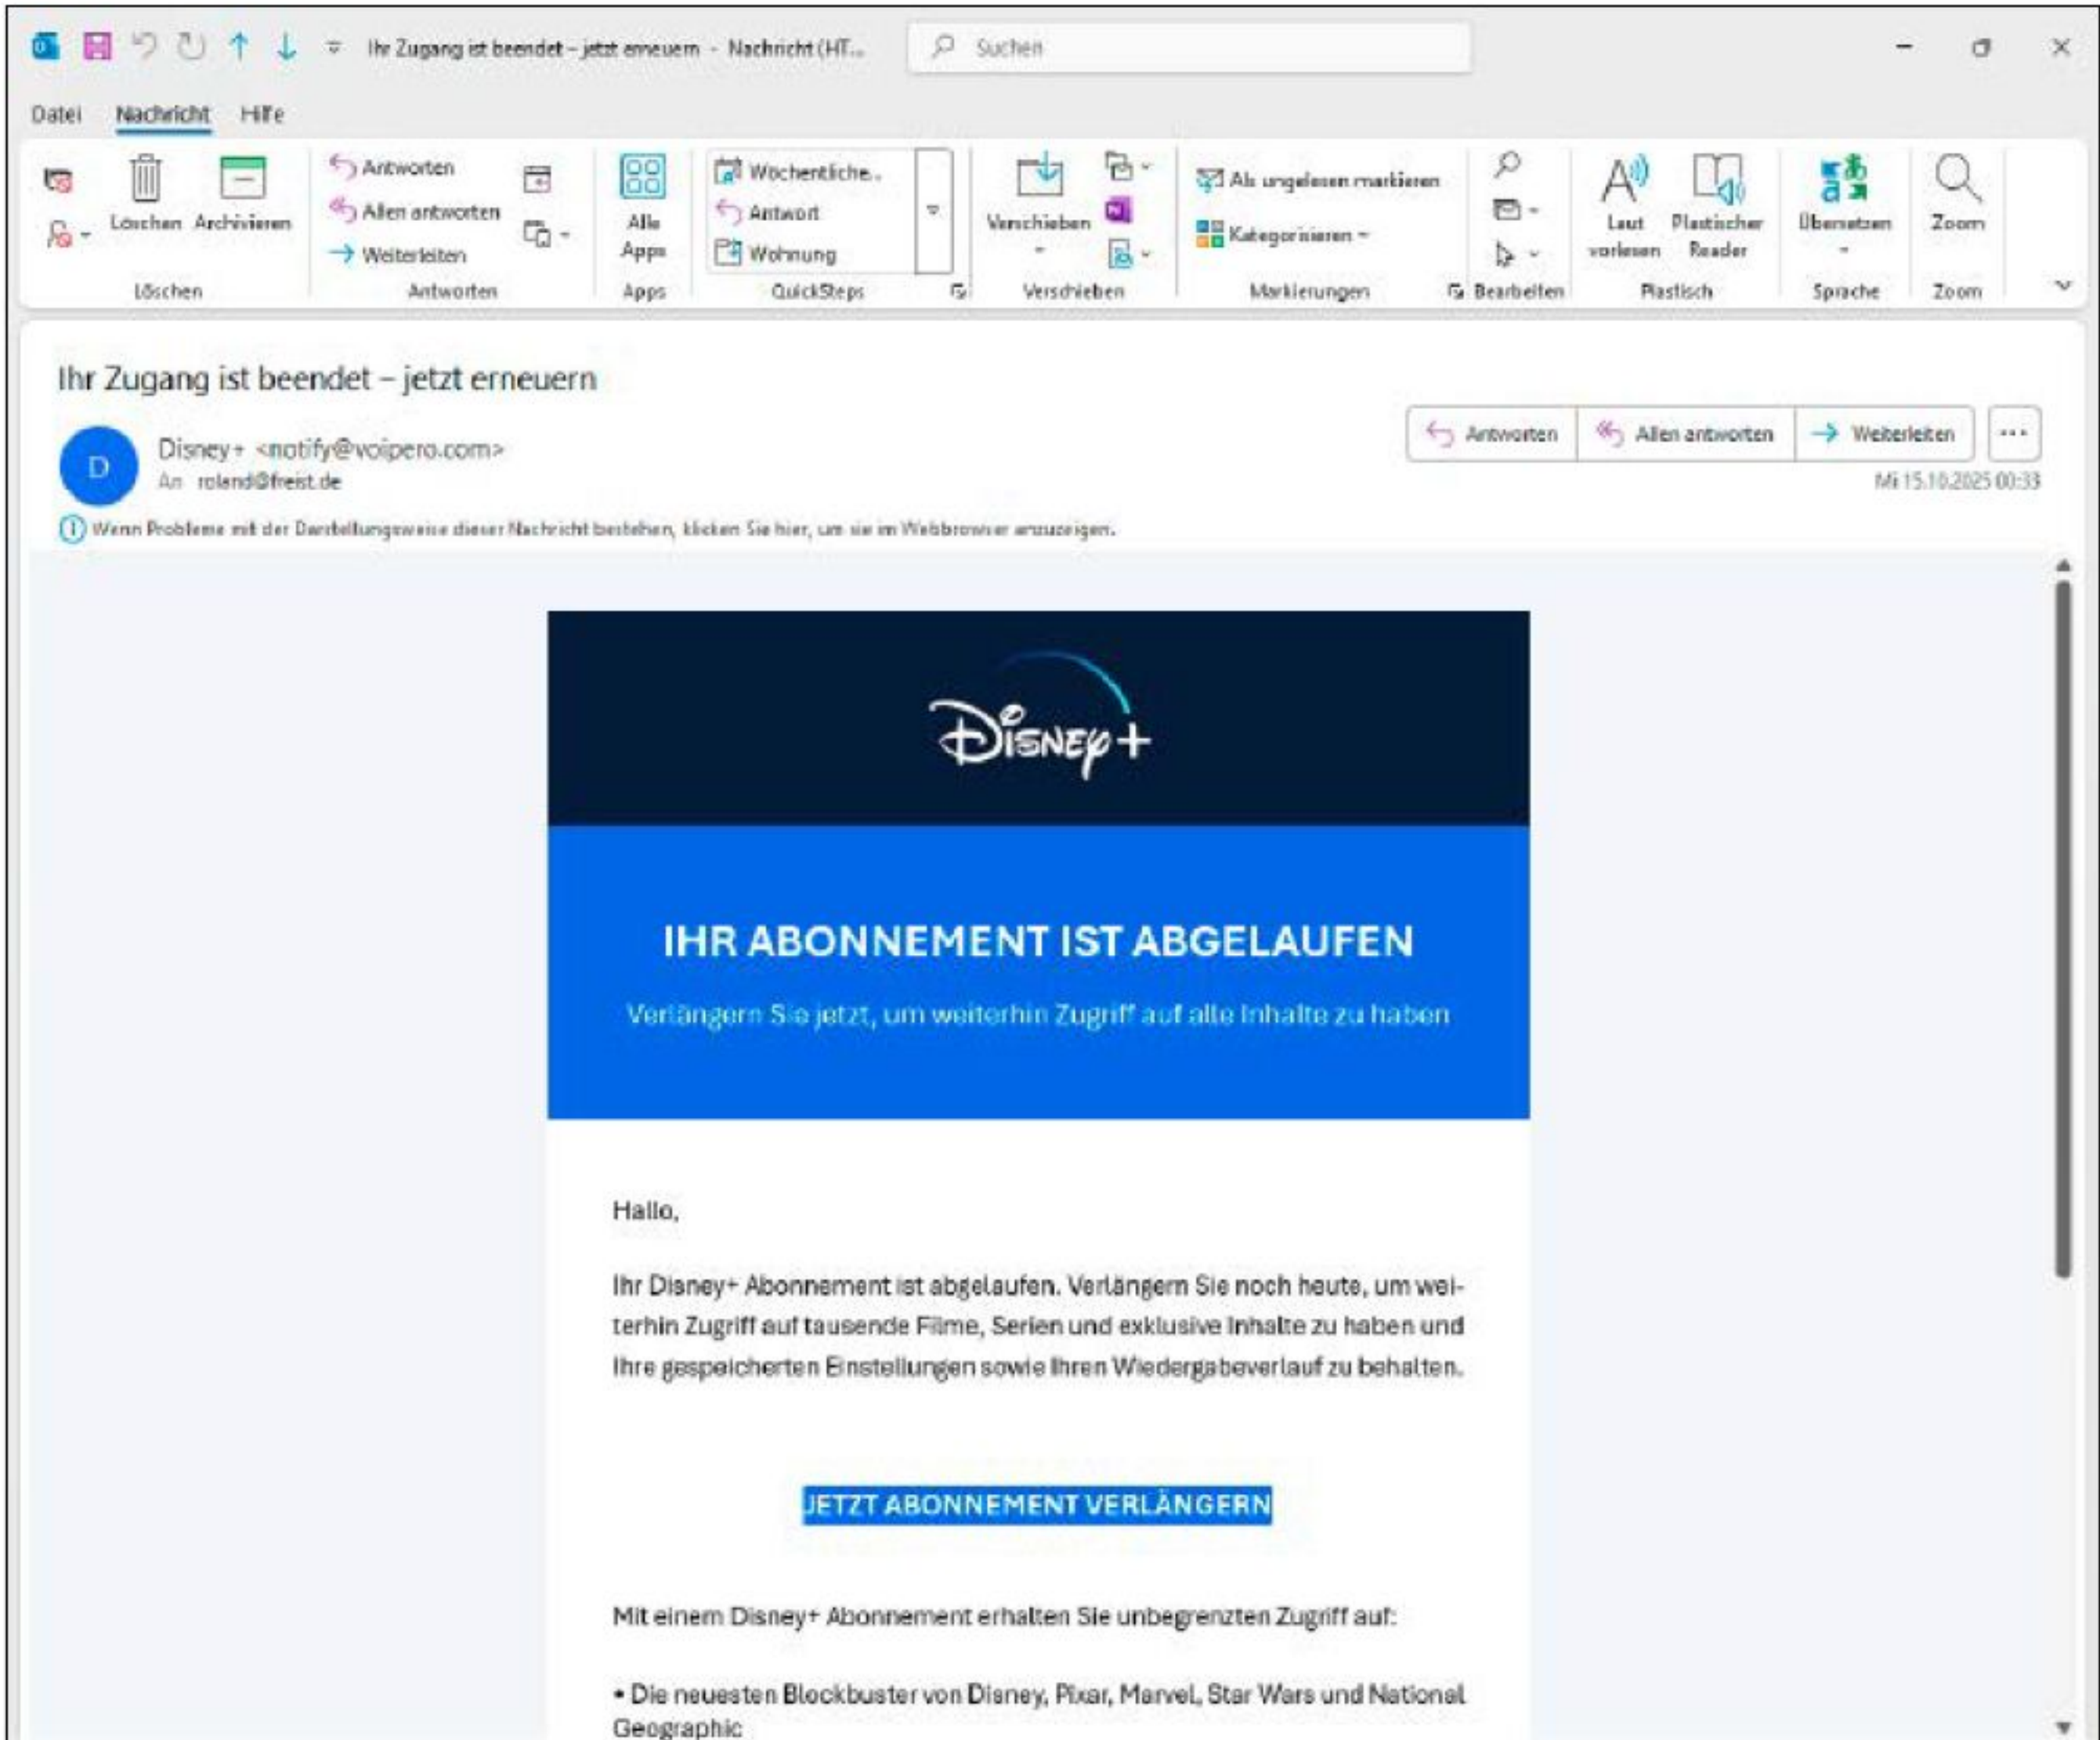 Ihr Zugang ist beendet – jetzt erneuern - Nachricht (HT...
Suchen
Datei Nachricht Hilfe
Löschen Archivieren
Löschen
Antworten
Allen antworten
Weiterleiten
Antworten
Alle
Apps
Apps
Wöchentliche...
Antwort
Wohnung
QuickSteps
Verschieben
Verschieben
Als ungelesen markieren
Kategorisieren
Markierungen
Bearbeiten
Laut
vorlesen
Plastischer
Reader
Plastisch
Übersetzen
Sprache
Zoom
Zoom
Ihr Zugang ist beendet – jetzt erneuern
D
Disney+ <notify@voipero.com>
An roland@freist.de
Antworten Allen antworten Weiterleiten ...
Mi 15.10.2025 00:33
Wenn Probleme mit der Darstellungsweise dieser Nachricht bestehen, klicken Sie hier, um sie im Webbrowser anzuzeigen.
Disney+
IHR ABONNEMENT IST ABGELAUFEN
Verlängern Sie jetzt, um weiterhin Zugriff auf alle Inhalte zu haben
Hallo,
Ihr Disney+ Abonnement ist abgelaufen. Verlängern Sie noch heute, um wei-
terhin Zugriff auf tausende Filme, Serien und exklusive Inhalte zu haben und
Ihre gespeicherten Einstellungen sowie Ihren Wiedergabeverlauf zu behalten.
JETZT ABONNEMENT VERLÄNGERN
Mit einem Disney+ Abonnement erhalten Sie unbegrenzten Zugriff auf:
• Die neuesten Blockbuster von Disney, Pixar, Marvel, Star Wars und National
Geographic